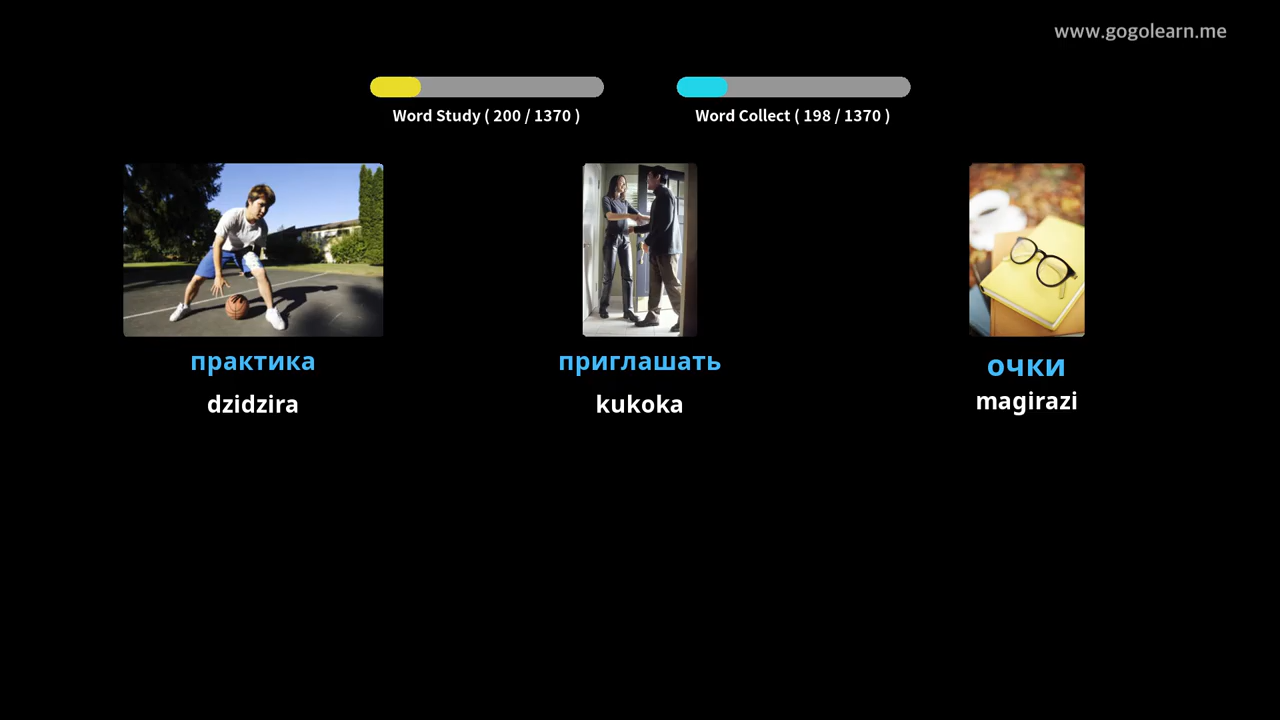 www.gogolearn.me
Word Study ( 200 / 1370 )
Word Collect ( 198 / 1370 )
практика
приглашать
очки
dzidzira
kukoka
magirazi